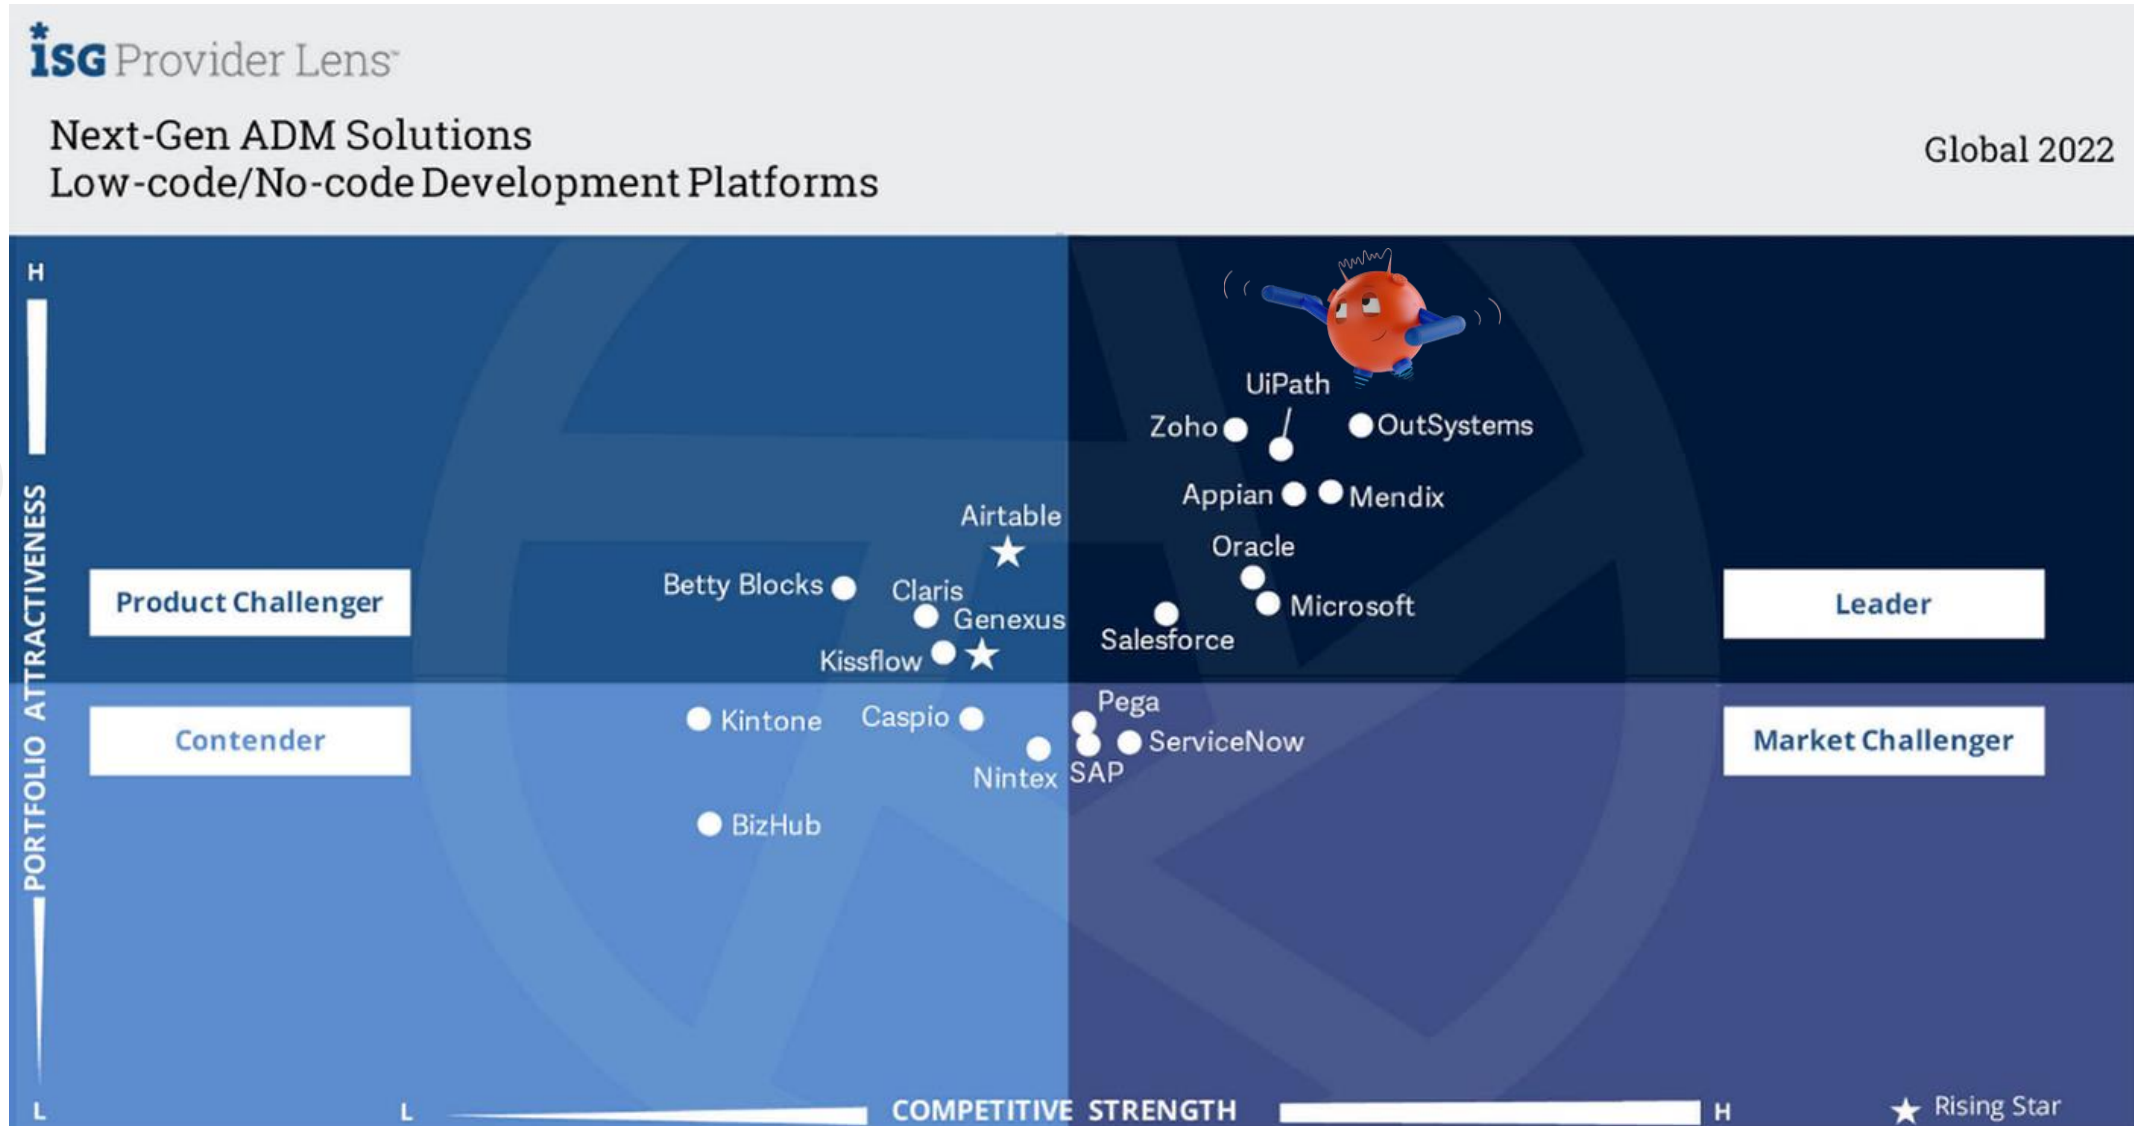 ISG Provider Lens™
Next-Gen ADM Solutions
Low-code/No-code Development Platforms
Global 2022
H
PORTFOLIO ATTRACTIVENESS
L
UiPath
Zoho
OutSystems
Appian
Mendix
Airtable
Oracle
Betty Blocks
Claris
Product Challenger
Genexus
Microsoft
Leader
Salesforce
Kissflow
Pega
Contender
Kintone
Caspio
ServiceNow
Market Challenger
Nintex
SAP
BizHub
L
COMPETITIVE STRENGTH
H
Rising Star